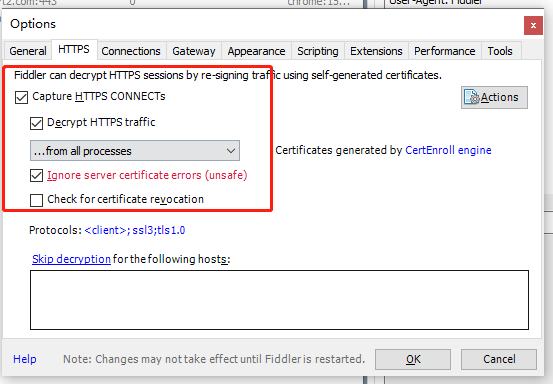 t2.com:443 0 chrome:15...
User-Agent: Fiddler
Options
General HTTPS Connections Gateway Appearance Scripting Extensions Performance Tools
Fiddler can decrypt HTTPS sessions by re-signing traffic using self-generated certificates.
Capture HTTPS CONNECTs
Actions
Decrypt HTTPS traffic
...from all processes
Certificates generated by CertEnroll engine
Ignore server certificate errors (unsafe)
Check for certificate revocation
Protocols: <client>;ssl3;tls1.0
Skip decryption for the following hosts:
Help Note: Changes may not take effect until Fiddler is restarted. OK Cancel